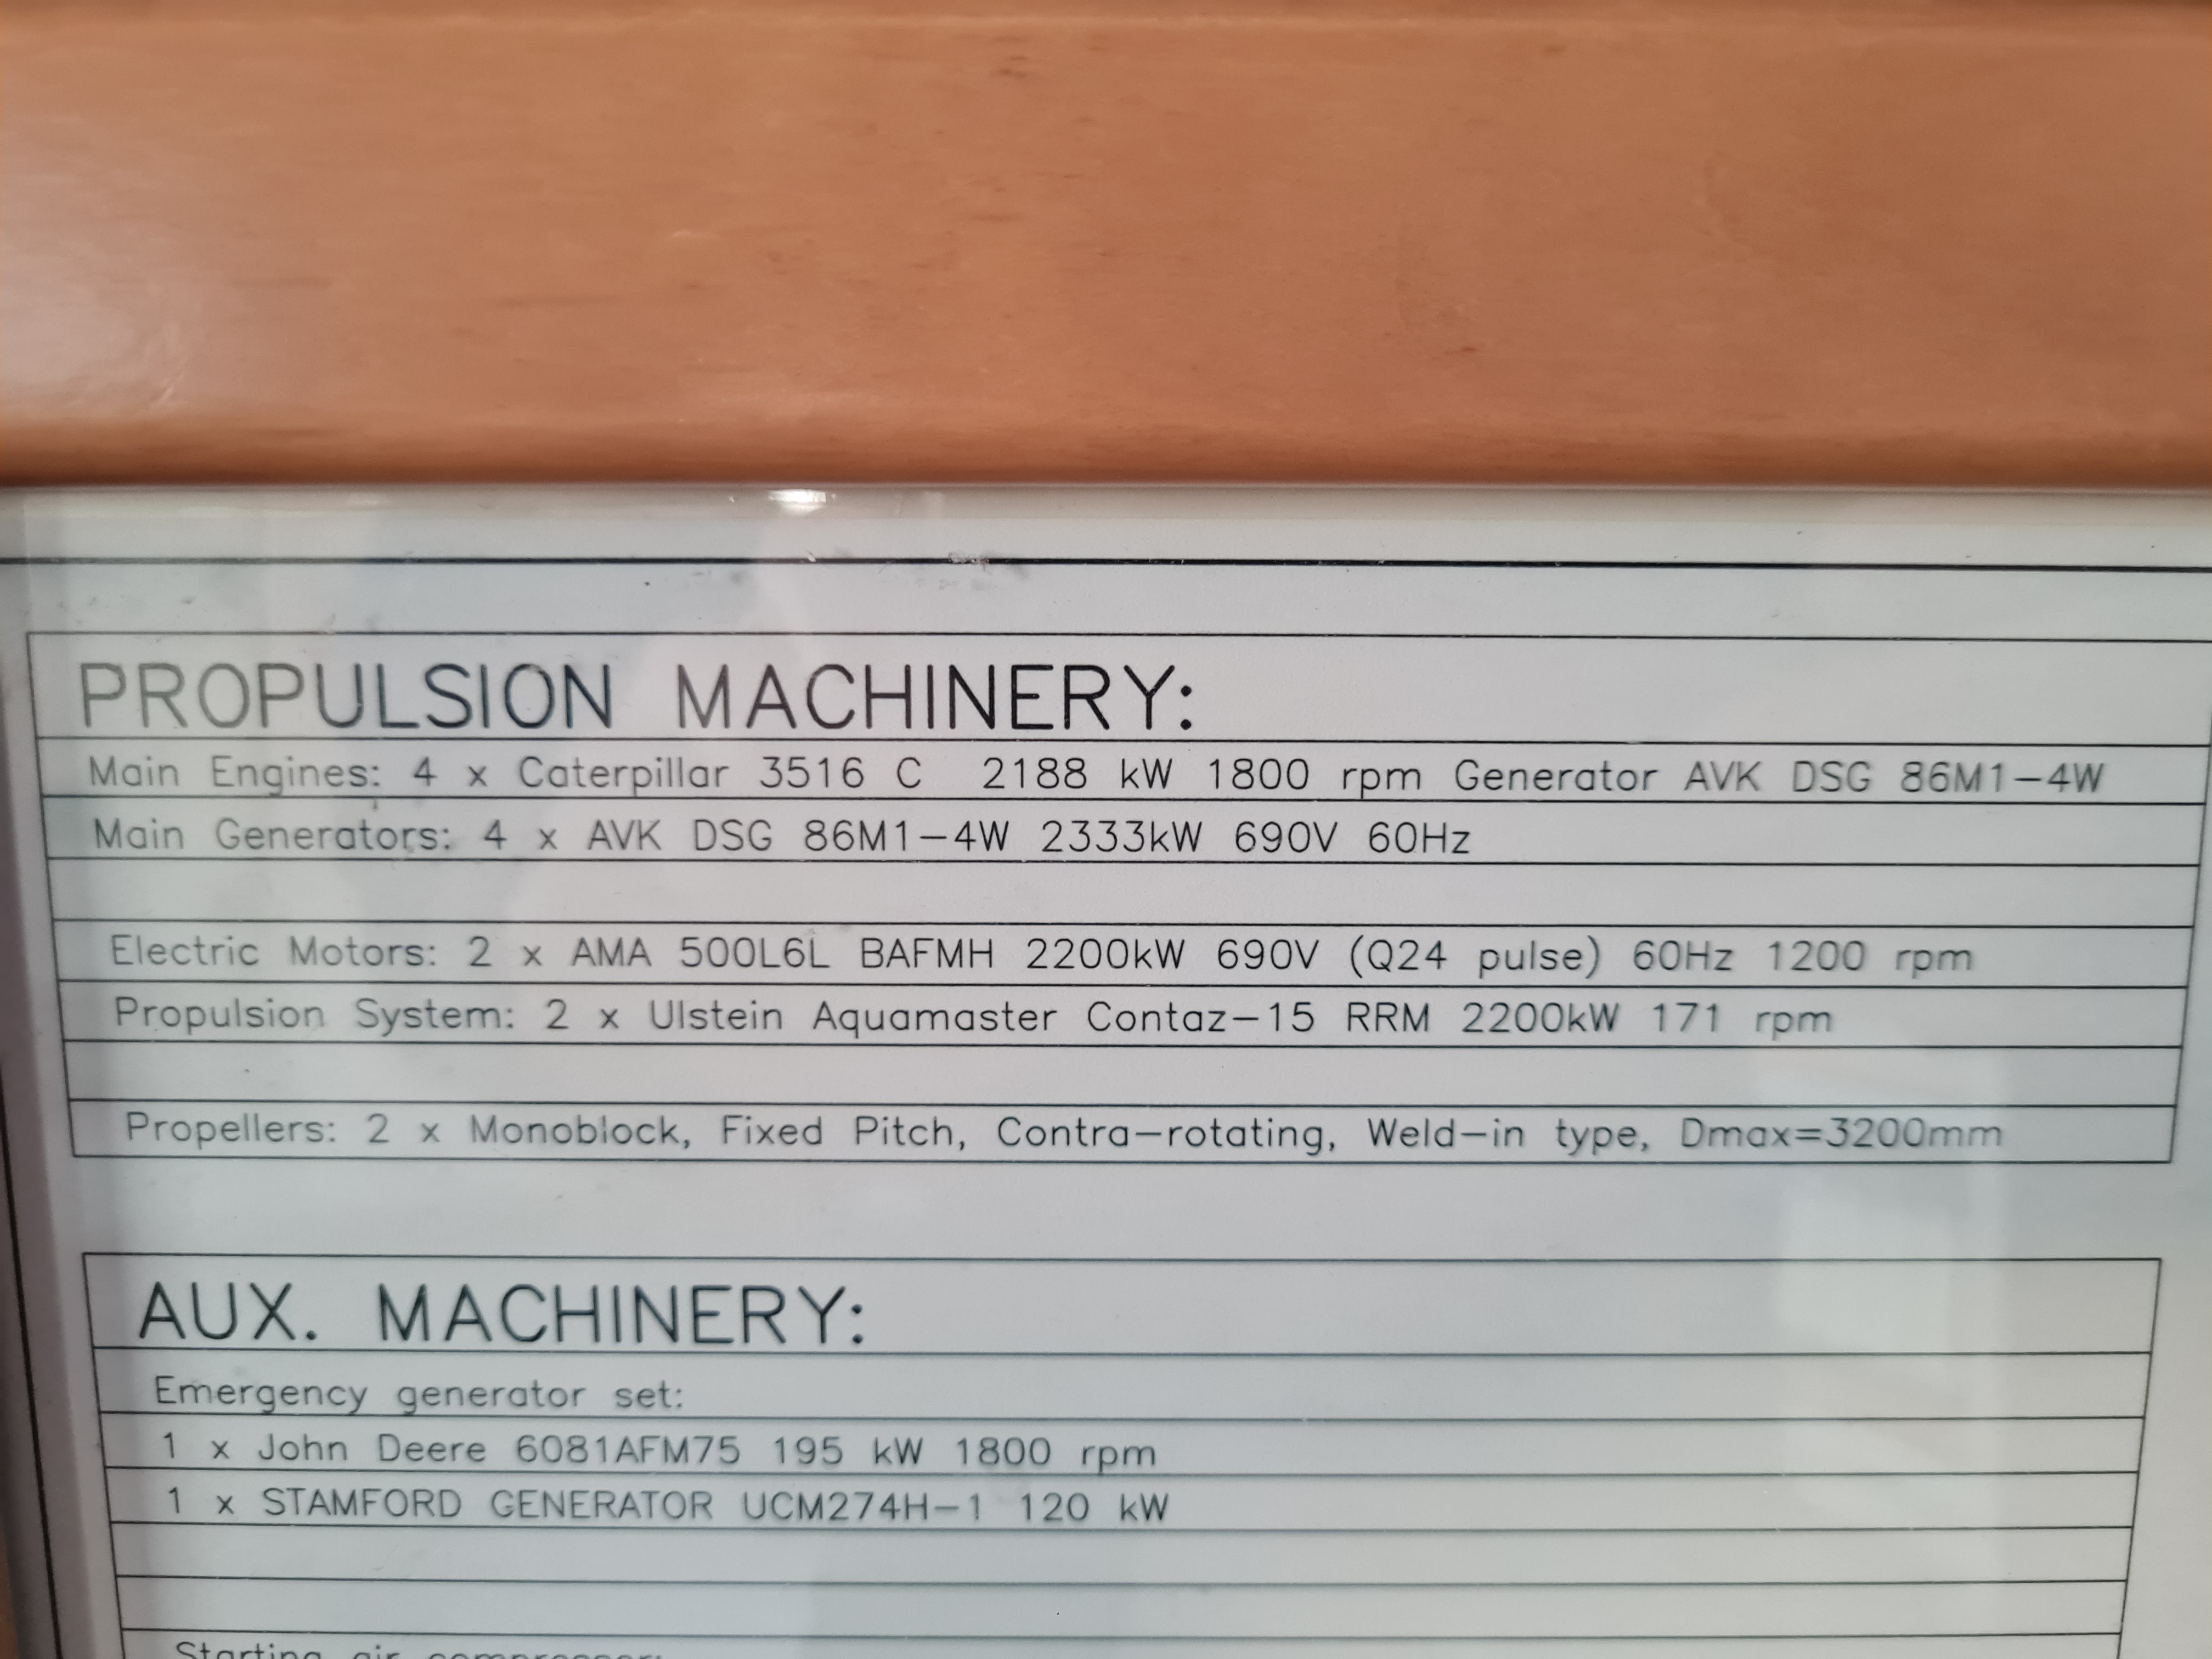 PROPULSION MACHINERY:
Main Engines: 4 x Caterpillar 3516 C 2188 kW 1800 rpm Generator AVK DSG 86M1-4W
Main Generators: 4 x AVK DSG 86M1-4W 2333kW 690V 60Hz
Electric Motors: 2 x AMA 500L6L BAFMH 2200kW 690V (Q24 pulse) 60Hz 1200 rpm
Propulsion System: 2 x Ulstein Aquamaster Contaz-15 RRM 2200kW 171 rpm
Propellers: 2 x Monoblock, Fixed Pitch, Contra-rotating, Weld-in type, Dmax=3200mm
AUX. MACHINERY:
Emergency generator set:
1 x John Deere 6081AFM75 195 kW 1800 rpm
1 x STAMFORD GENERATOR UCM274H-1 120 kW
Starting air compressor: